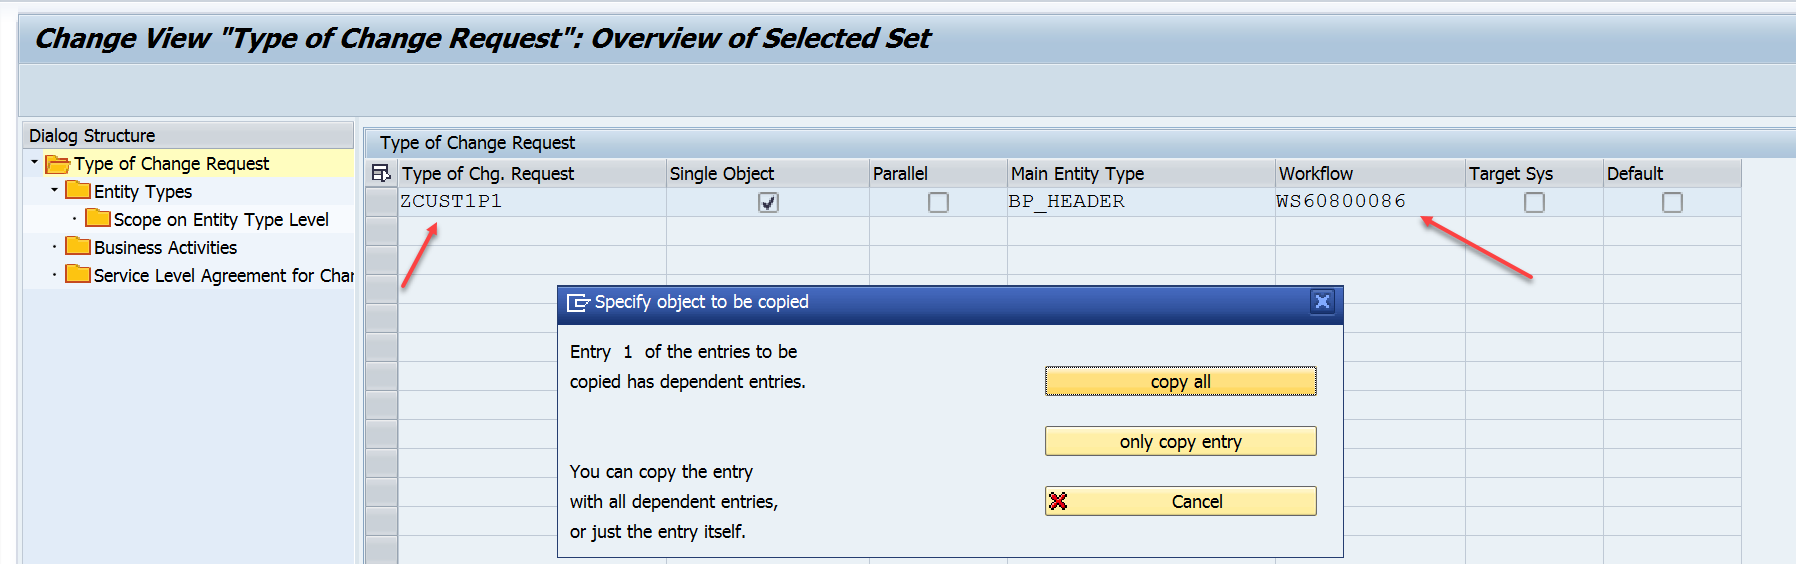 Change View "Type of Change Request": Overview of Selected Set
Dialog Structure
Type of Change Request
Entity Types
Scope on Entity Type Level
Business Activities
Service Level Agreement for Char
Type of Change Request
Type of Chg. Request Single Object Parallel Main Entity Type Workflow Target Sys Default
ZCUST1P1 BP_HEADER WS60800086
Specify object to be copied
Entry 1 of the entries to be
copied has dependent entries.
copy all
only copy entry
You can copy the entry
with all dependent entries,
or just the entry itself.
Cancel